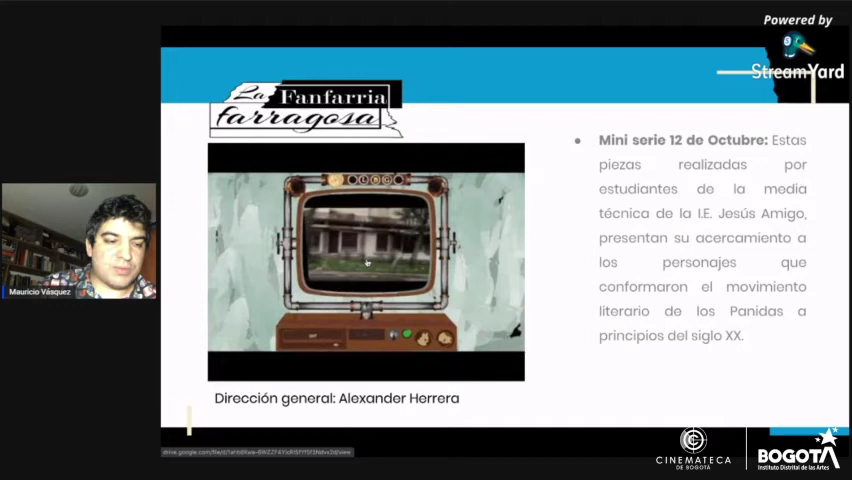 Powered by
StreamYard
La Fanfarria
farragosa
Mini serie 12 de Octubre: Estas
piezas realizadas por
estudiantes de la media
técnica de la I.E. Jesús Amigo,
presentan su acercamiento a
los personajes que
conformaron el movimiento
literario de los Panidas a
principios del siglo XX.
Mauricio Vásquez
Dirección general: Alexander Herrera
CINEMATECA
DE BOGOTÁ
BOGOTÁ
Instituto Distrital de las Artes